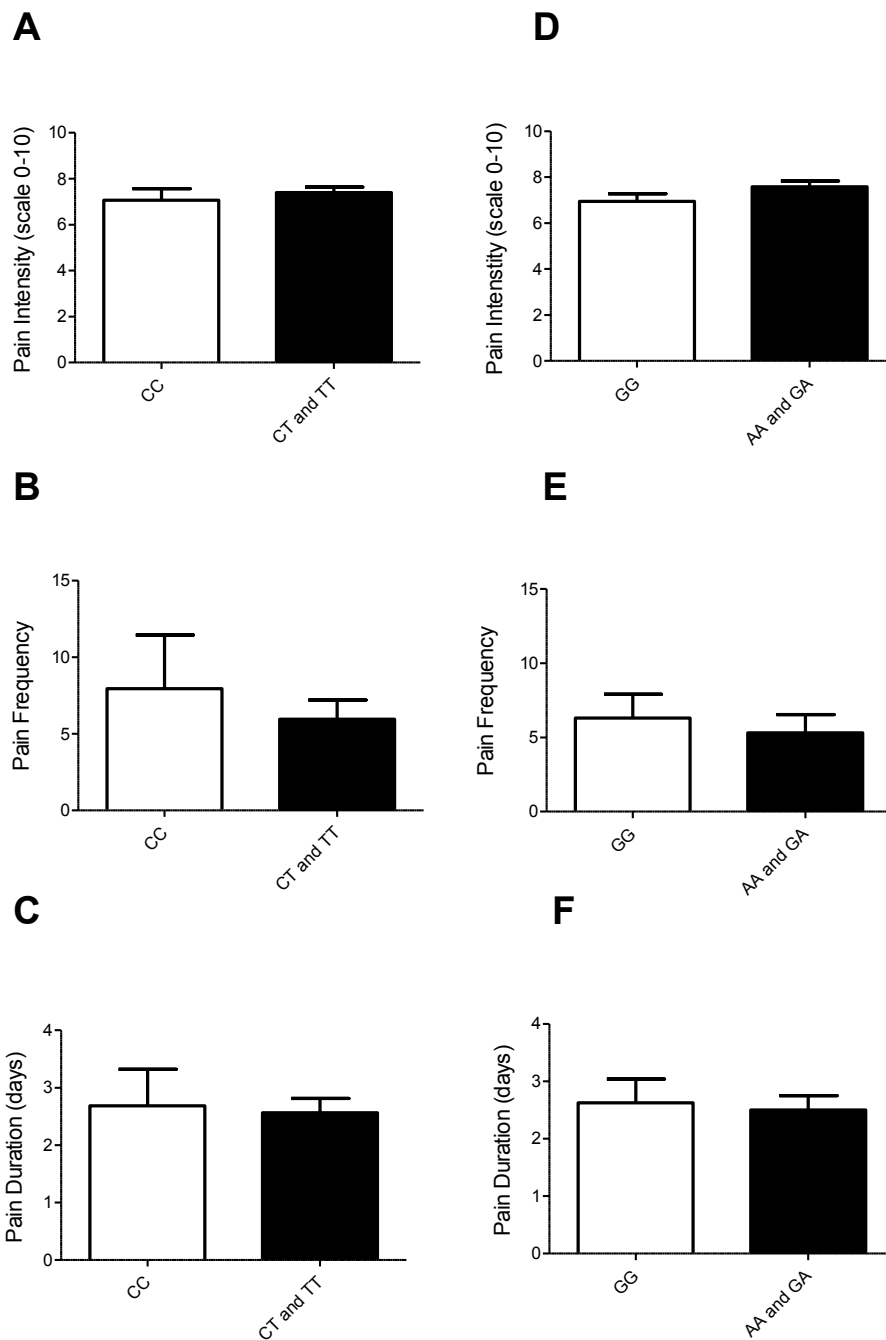 A
Pain Intensity (scale 0-10)
10
8
6
4
2
0
CC
CT and TT
D
Pain Intenstity (scale 0-10)
10
8
6
4
2
0
GG
AA and GA
B
Pain Frequency
15
10
5
0
CC
CT and TT
E
Pain Frequency
15
10
5
0
GG
AA and GA
C
Pain Duration (days)
4
3
2
1
0
CC
CT and TT
F
Pain Duration (days)
4
3
2
1
0
GG
AA and GA